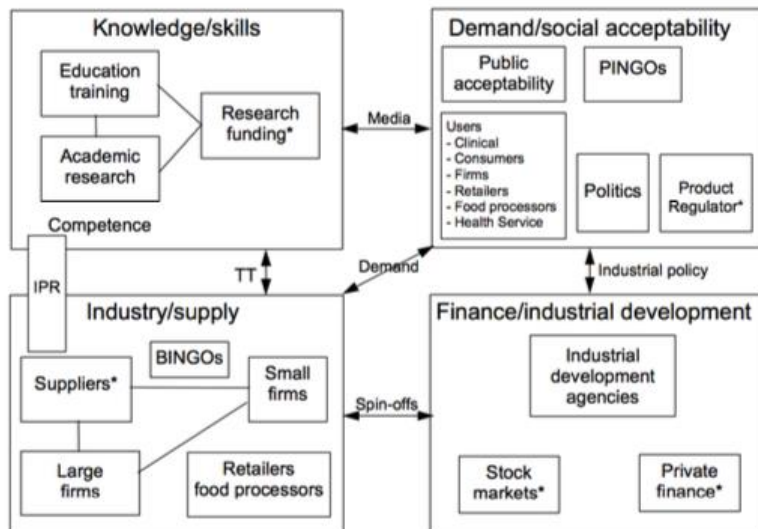 Knowledge/skills
Education
training
Research
funding*
Academic
research
Competence
Media
Demand/social acceptability
Public
acceptability
PINGOs
Users
- Clinical
- Consumers
- Firms
- Retailers
- Food processors
- Health Service
Politics
Product
Regulator*
IPR
TT
Demand
Industrial policy
Industry/supply
BINGOs
Suppliers*
Small
firms
Large
firms
Retailers
food processors
Spin-offs
Finance/industrial development
Industrial
development
agencies
Stock
markets*
Private
finance*